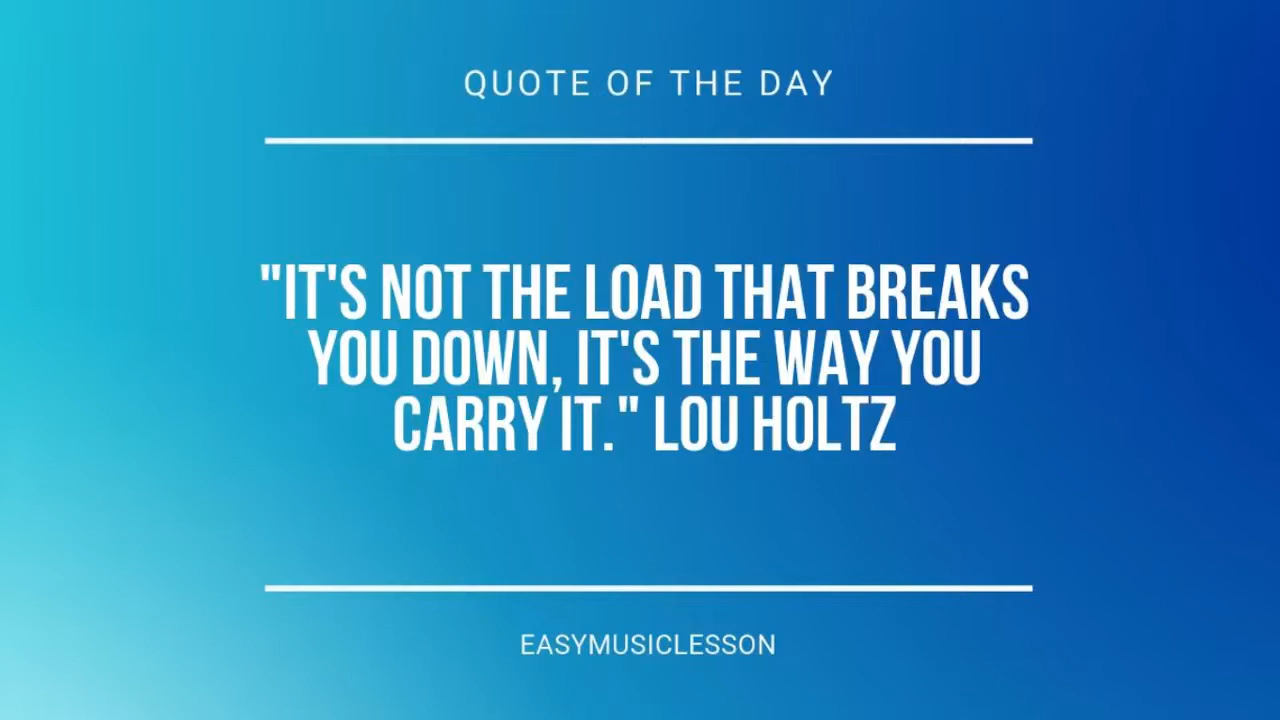 QUOTE OF THE DAY
"IT'S NOT THE LOAD THAT BREAKS
YOU DOWN, IT'S THE WAY YOU
CARRY IT." LOU HOLTZ
EASYMUSICLESSON